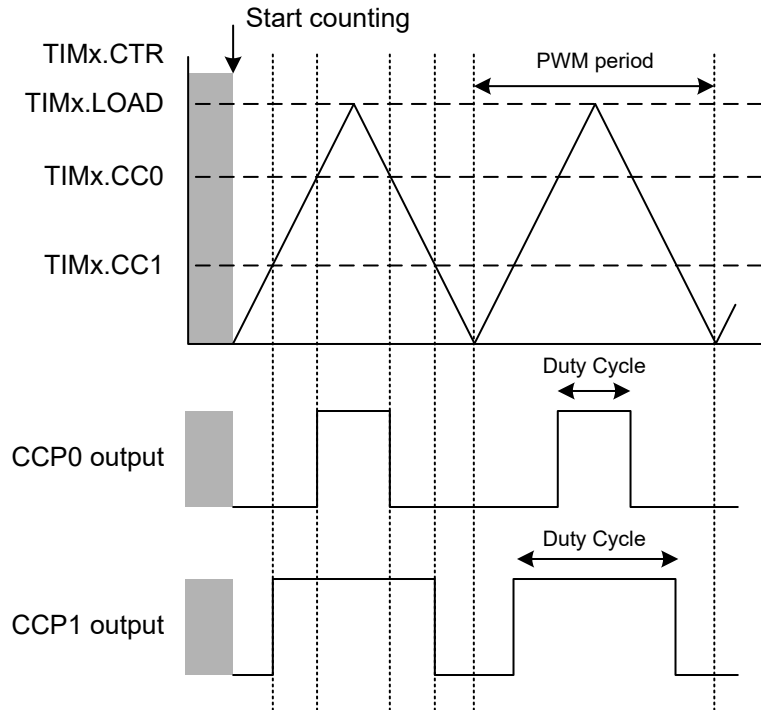 Start counting
TIMx.CTR
PWM period
TIMx.LOAD
TIMx.CC0
TIMx.CC1
Duty Cycle
CCP0 output
Duty Cycle
CCP1 output